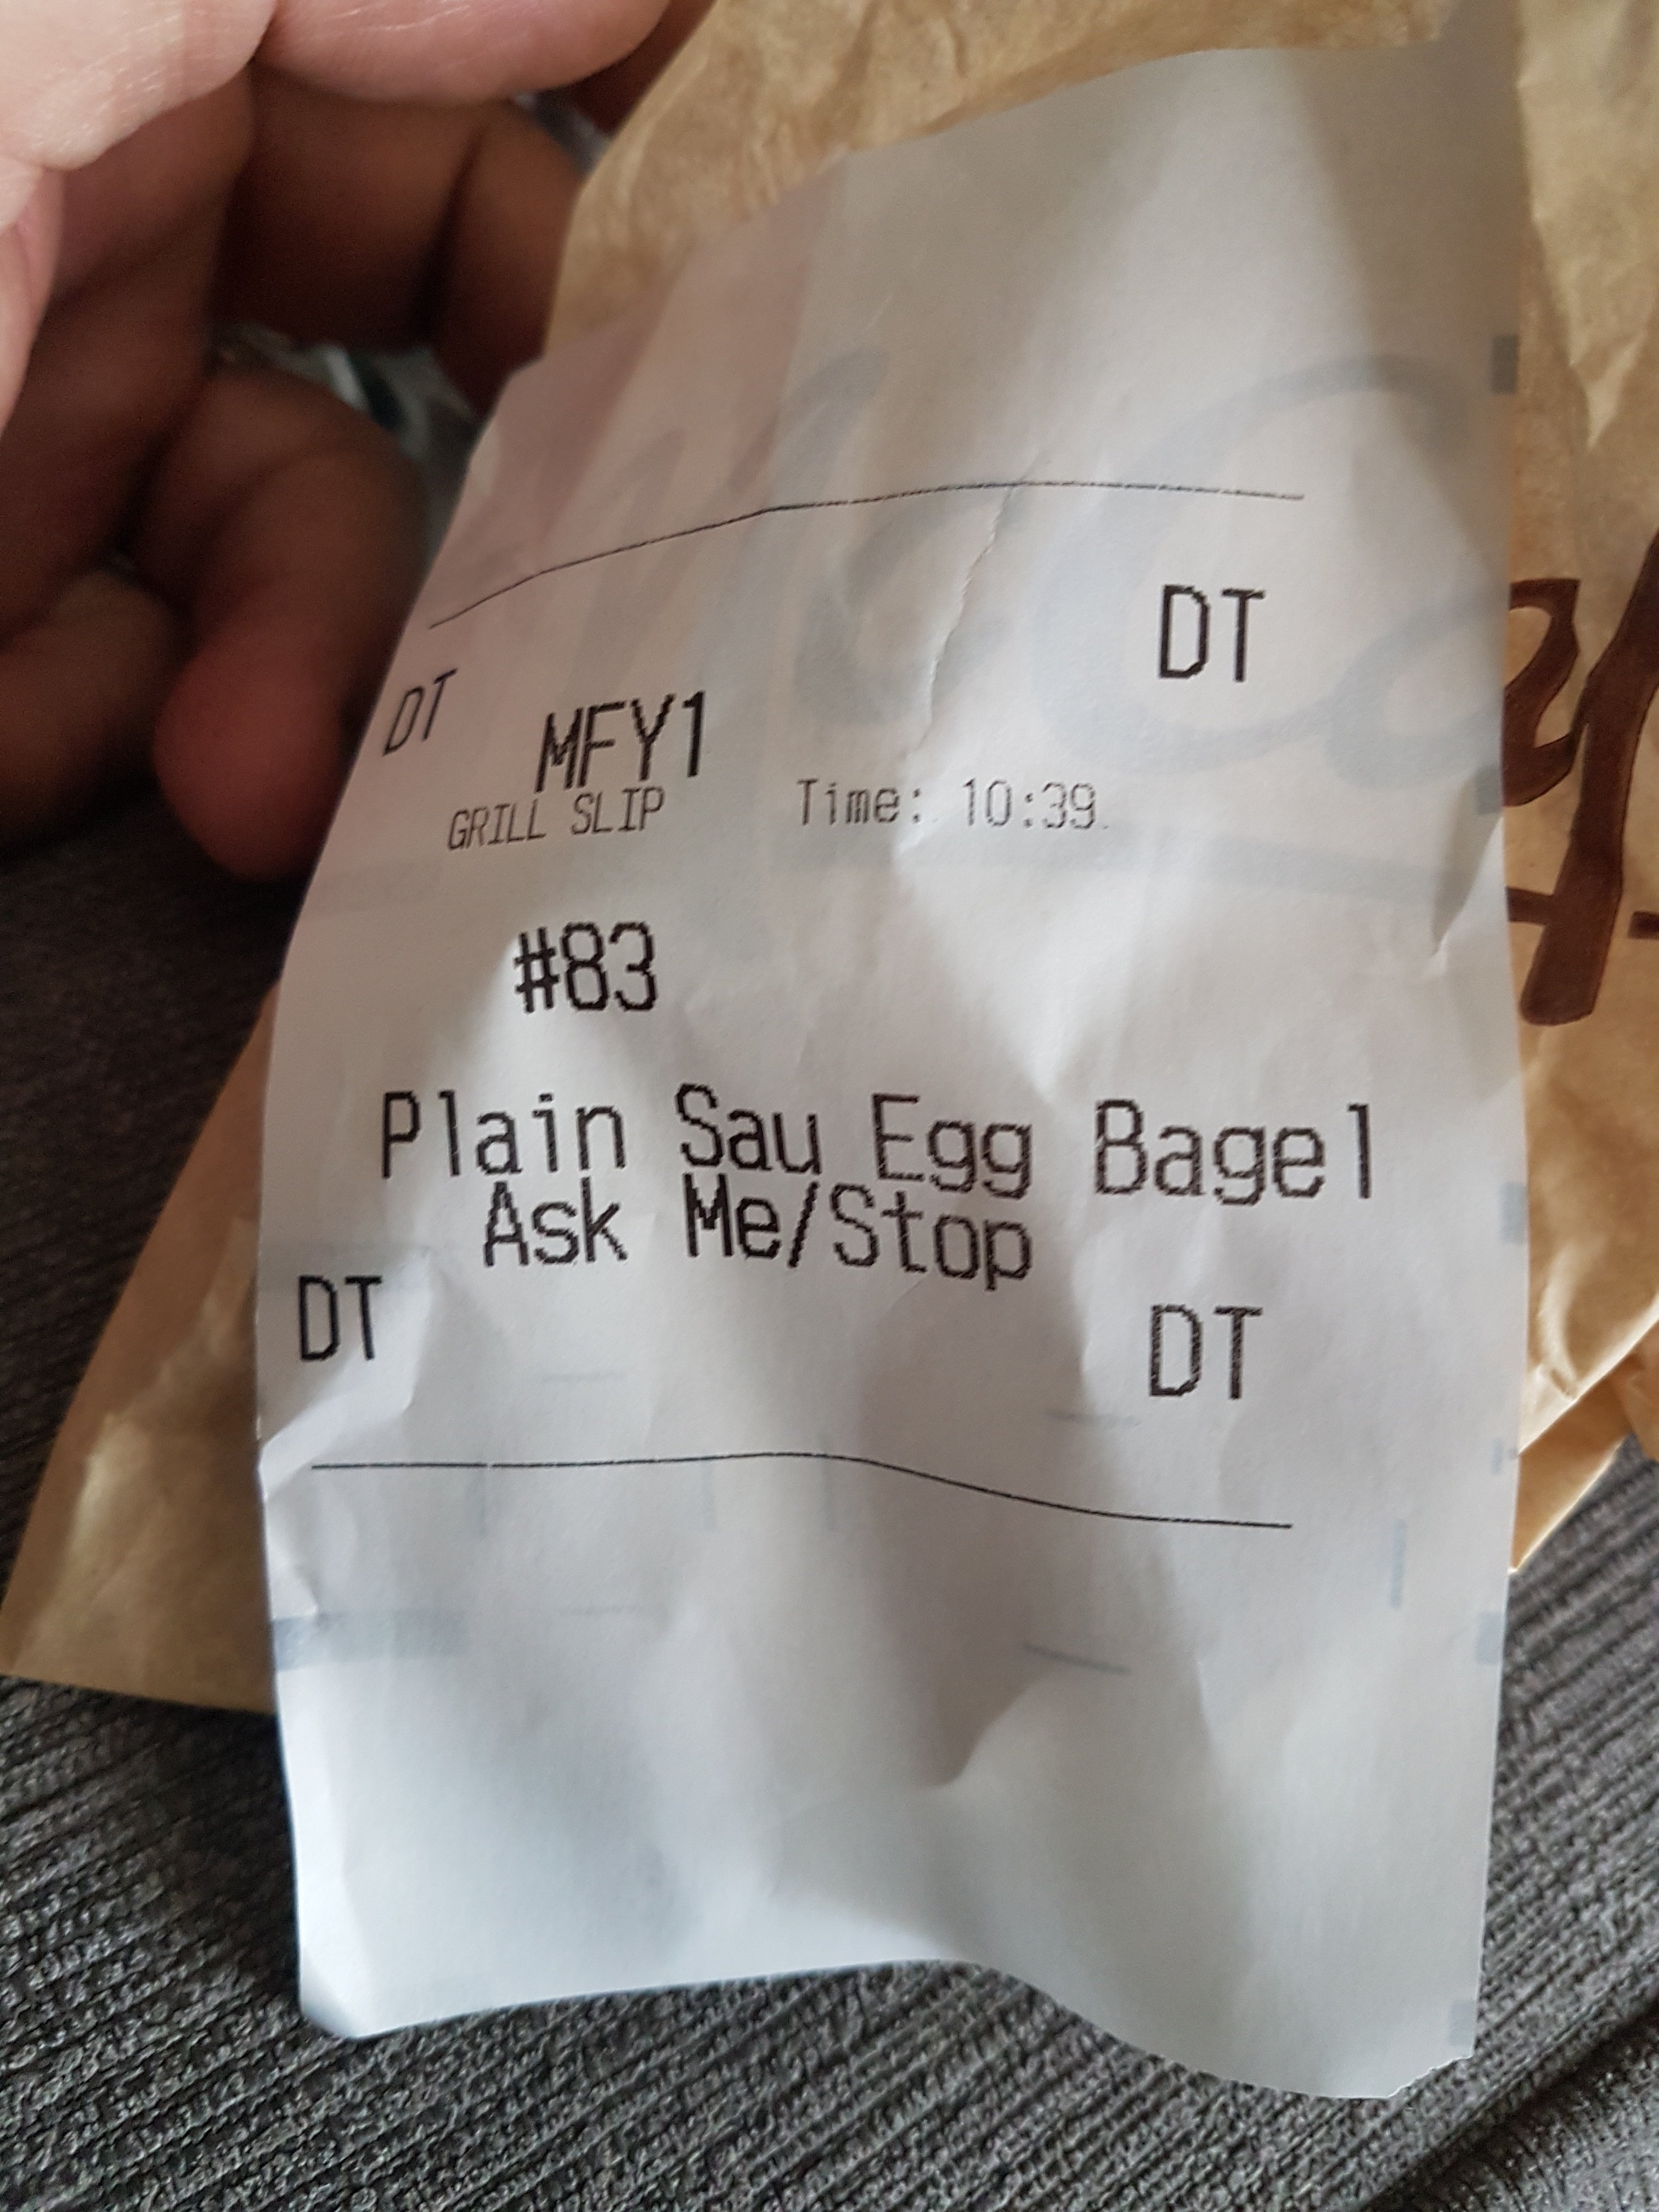 DT DT
MFY1
GRILL SLIP Time: 10:39
#83
Plain Sau Egg Bagel
Ask Me/Stop
DT DT